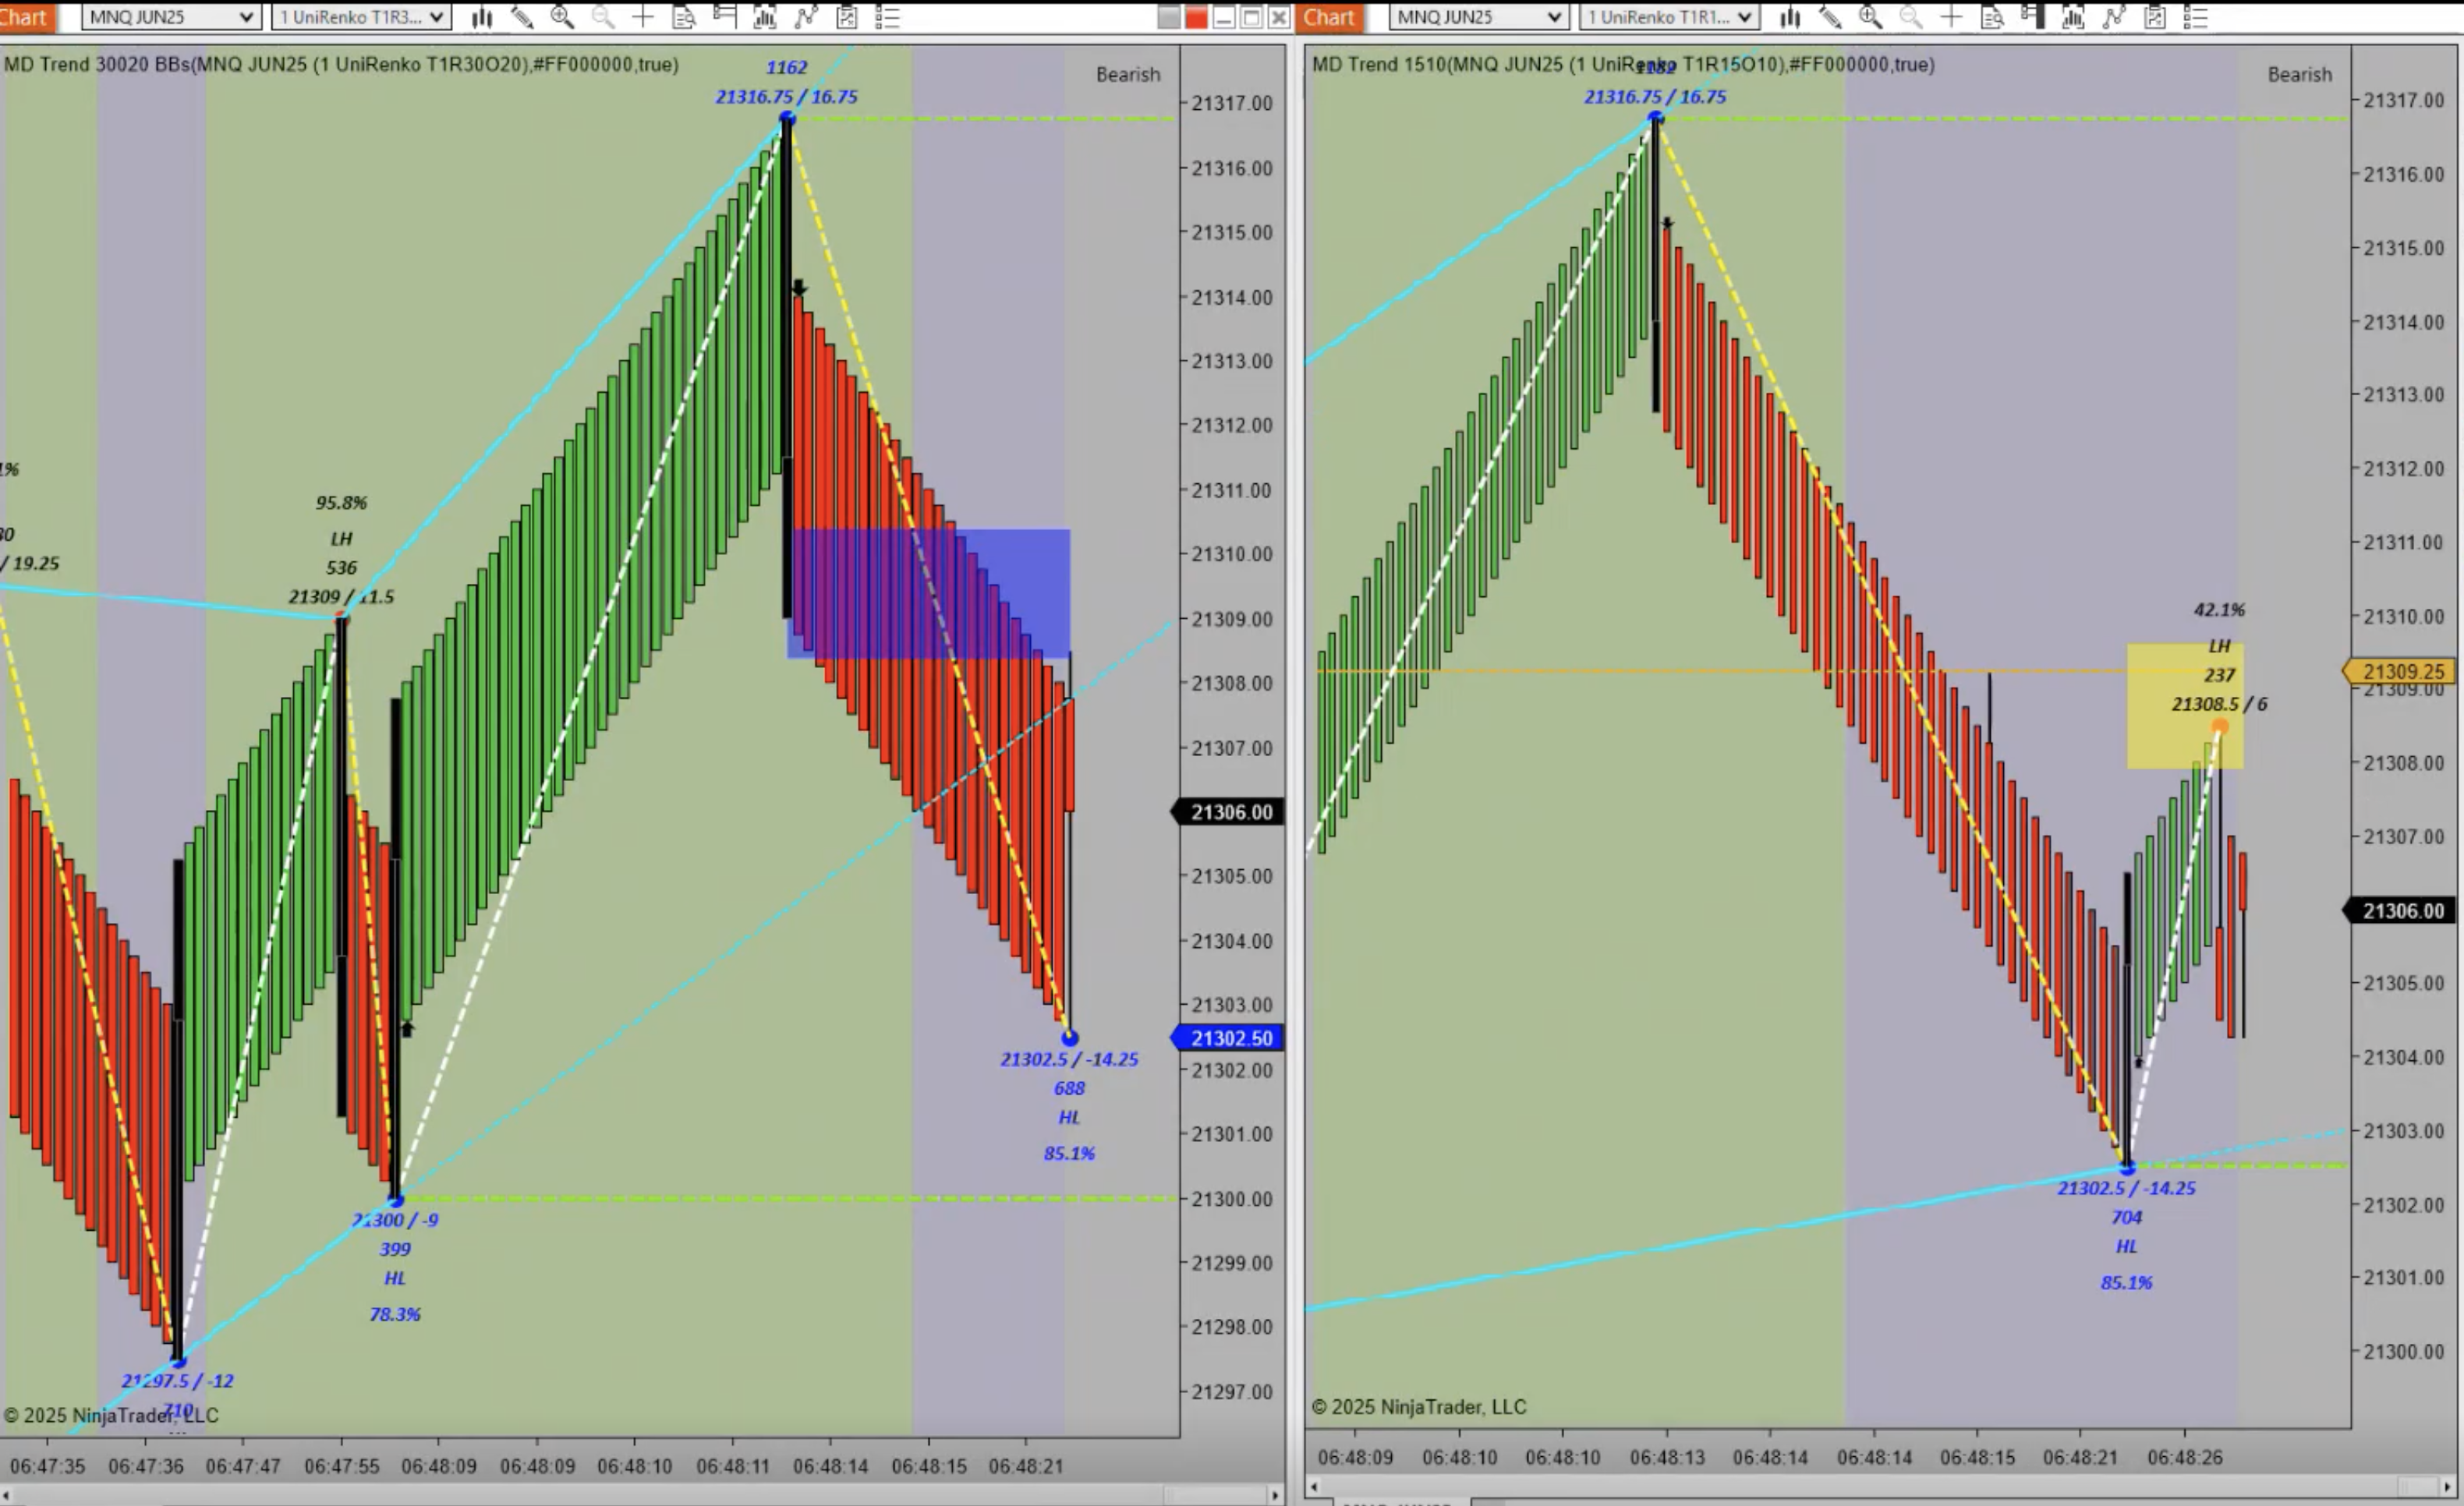 Chart
MNQ JUN25
1 UniRenko T1R3...
Chart
MNQ JUN25
1 UniRenko T1R1...
MD Trend 30020 BBs(MNQ JUN25 (1 UniRenko T1R30O20),#FF000000,true)
Bearish
1162
21316.75 / 16.75
1%
/ 19.25
95.8%
LH
536
21309 / 11.5
21300 / -9
399
HL
78.3%
21297.5 / -12
710
21302.5 / -14.25
688
HL
85.1%
© 2025 NinjaTrader, LLC
21317.00
21316.00
21315.00
21314.00
21313.00
21312.00
21311.00
21310.00
21309.00
21308.00
21307.00
21306.00
21305.00
21304.00
21303.00
21302.50
21302.00
21301.00
21300.00
21299.00
21298.00
21297.00
06:47:35 06:47:36 06:47:47 06:47:55 06:48:09 06:48:09 06:48:10 06:48:11 06:48:14 06:48:15 06:48:21
MD Trend 1510(MNQ JUN25 (1 UniRenko T1R15O10),#FF000000,true)
Bearish
21316.75 / 16.75
42.1%
LH
237
21308.5 / 6
21302.5 / -14.25
704
HL
85.1%
© 2025 NinjaTrader, LLC
21317.00
21316.00
21315.00
21314.00
21313.00
21312.00
21311.00
21310.00
21309.25
21309.00
21308.00
21307.00
21306.00
21305.00
21304.00
21303.00
21302.00
21301.00
21300.00
06:48:09 06:48:10 06:48:10 06:48:13 06:48:14 06:48:14 06:48:15 06:48:21 06:48:26